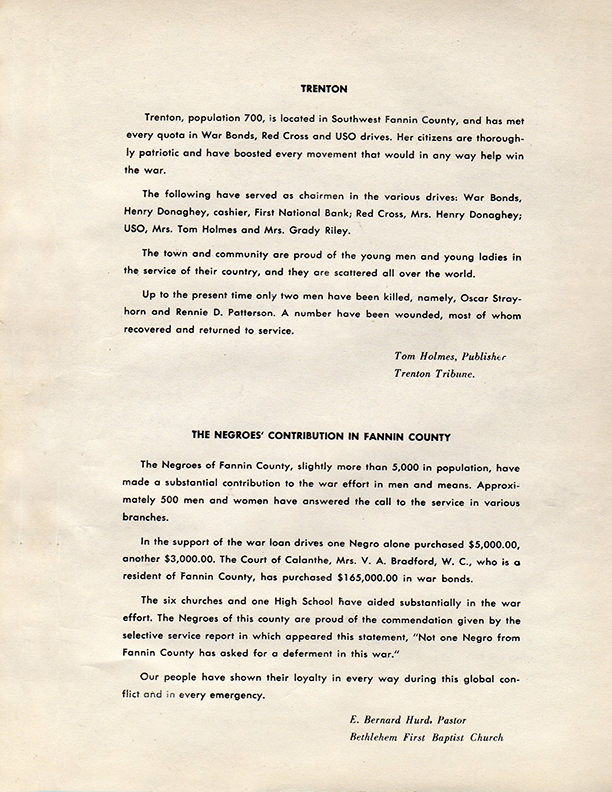 TRENTON
Trenton, population 700, is located in Southwest Fannin County, and has met
every quota in War Bonds, Red Cross and USO drives. Her citizens are thorough-
ly patriotic and have boosted every movement that would in any way help win
the war.
The following have served as chairmen in the various drives: War Bonds,
Henry Donaghey, cashier, First National Bank; Red Cross, Mrs. Henry Donaghey;
USO, Mrs. Tom Holmes and Mrs. Grady Riley.
The town and community are proud of the young men and young ladies in
the service of their country, and they are scattered all over the world.
Up to the present time only two men have been killed, namely, Oscar Stray-
horn and Rennie D. Patterson. A number have been wounded, most of whom
recovered and returned to service.
Tom Holmes, Publisher
Trenton Tribune.
THE NEGROES' CONTRIBUTION IN FANNIN COUNTY
The Negroes of Fannin County, slightly more than 5,000 in population, have
made a substantial contribution to the war effort in men and means. Approxi-
mately 500 men and women have answered the call to the service in various
branches.
In the support of the war loan drives one Negro alone purchased $5,000.00,
another $3,000.00. The Court of Calanthe, Mrs. V. A. Bradford, W. C., who is a
resident of Fannin County, has purchased $165,000.00 in war bonds.
The six churches and one High School have aided substantially in the war
effort. The Negroes of this county are proud of the commendation given by the
selective service report in which appeared this statement, "Not one Negro from
Fannin County has asked for a deferment in this war."
Our people have shown their loyalty in every way during this global con-
flict and in every emergency.
E. Bernard Hurd, Pastor
Bethlehem First Baptist Church